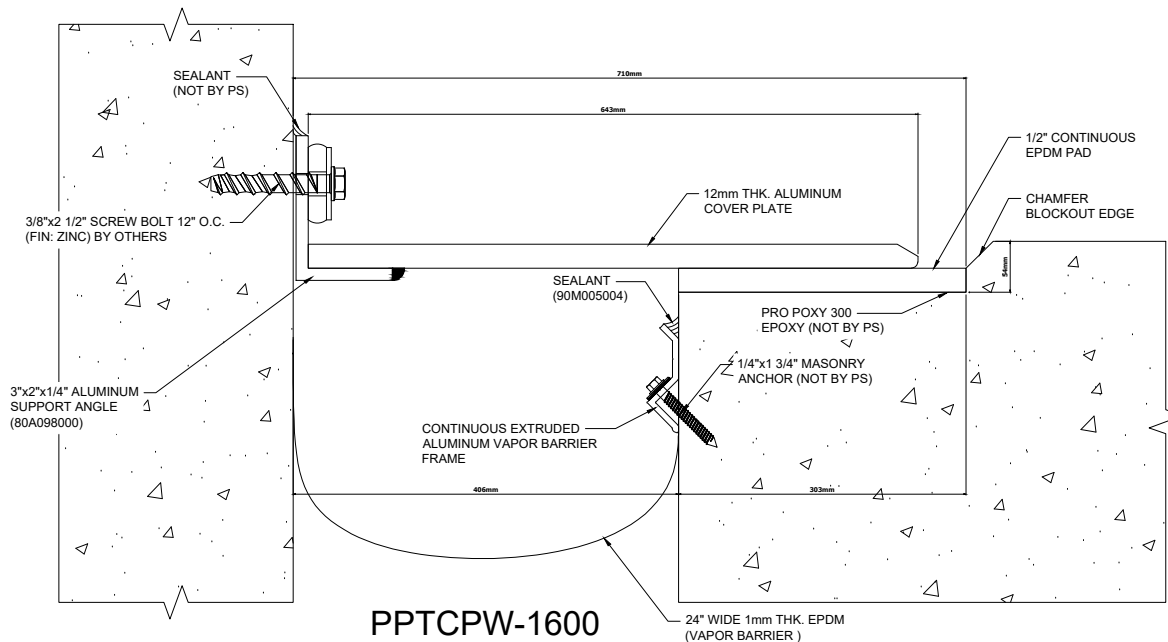 710mm
SEALANT
(NOT BY PS)
643mm
1/2" CONTINUOUS
EPDM PAD
12mm THK. ALUMINUM
COVER PLATE
CHAMFER
BLOCKOUT EDGE
3/8"x2 1/2" SCREW BOLT 12" O.C.
(FIN: ZINC) BY OTHERS
54mm
SEALANT
(90M005004)
PRO POXY 300
EPOXY (NOT BY PS)
1/4"x1 3/4" MASONRY
ANCHOR (NOT BY PS)
3"x2"x1/4" ALUMINUM
SUPPORT ANGLE
(80A098000)
CONTINUOUS EXTRUDED
ALUMINUM VAPOR BARRIER
FRAME
406mm
303mm
PPTCPW-1600
24" WIDE 1mm THK. EPDM
(VAPOR BARRIER )